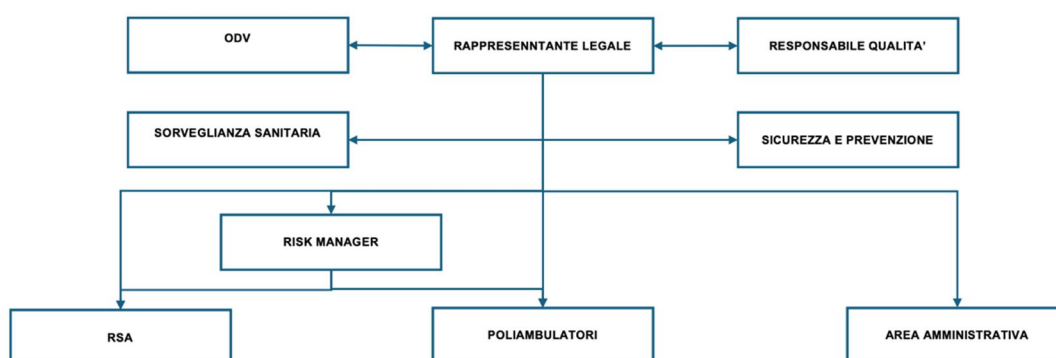 ODV
RAPPRESENNTANTE LEGALE
RESPONSABILE QUALITA'
SORVEGLIANZA SANITARIA
SICUREZZA E PREVENZIONE
RISK MANAGER
RSA
POLIAMBULATORI
AREA AMMINISTRATIVA